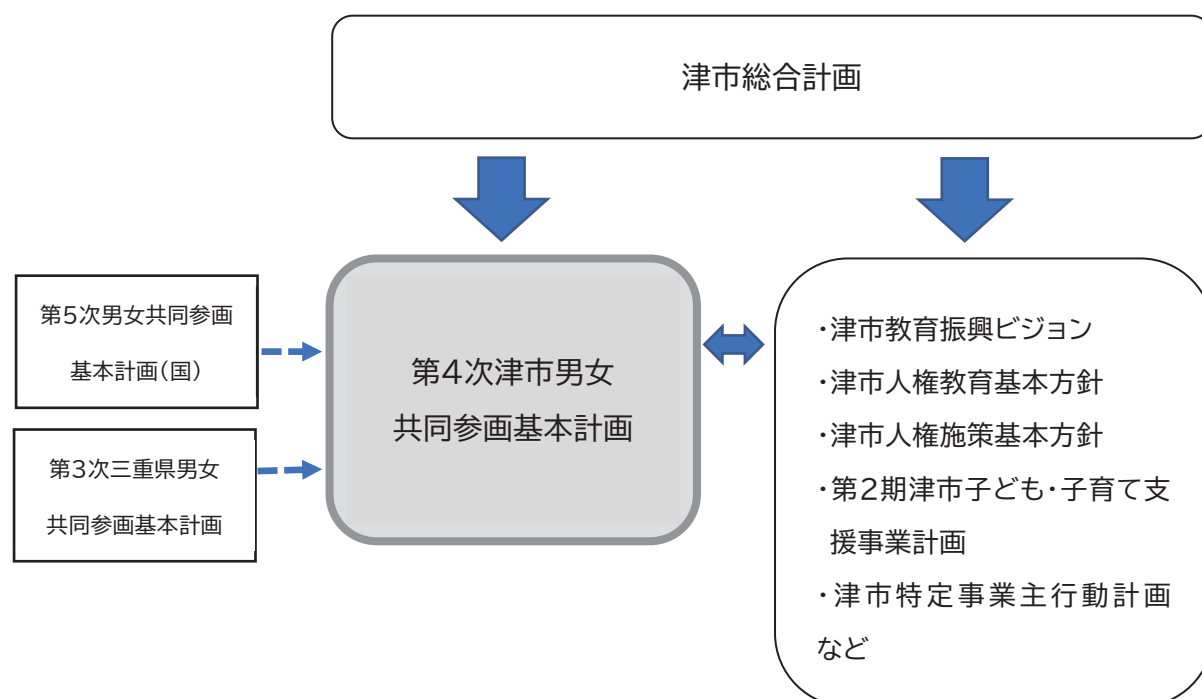 津市総合計画
第5次男女共同参画
基本計画(国)
第3次三重県男女
共同参画基本計画
第4次津市男女
共同参画基本計画
・津市教育振興ビジョン
・津市人権教育基本方針
・津市人権施策基本方針
・第2期津市子ども・子育て支
援事業計画
・津市特定事業主行動計画
など